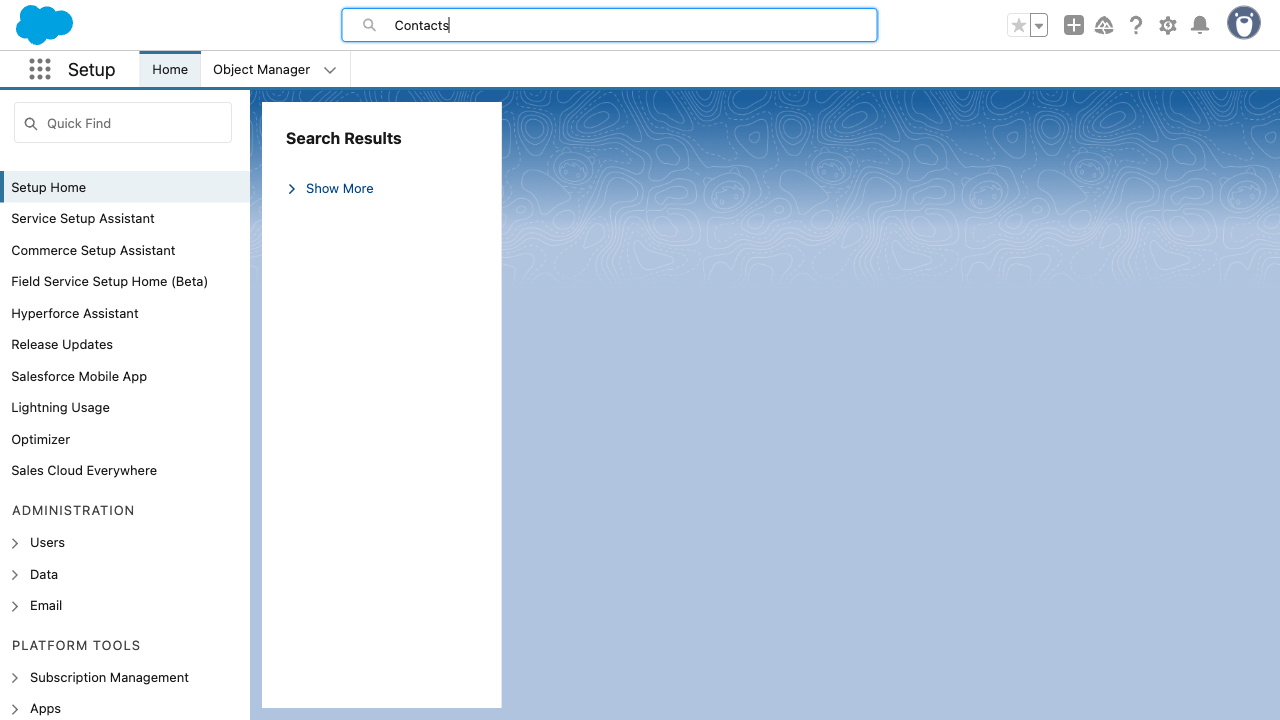 Contacts
Setup
Home
Object Manager
Quick Find
Setup Home
Service Setup Assistant
Commerce Setup Assistant
Field Service Setup Home (Beta)
Hyperforce Assistant
Release Updates
Salesforce Mobile App
Lightning Usage
Optimizer
Sales Cloud Everywhere
ADMINISTRATION
Users
Data
Email
PLATFORM TOOLS
Subscription Management
Apps
Search Results
Show More